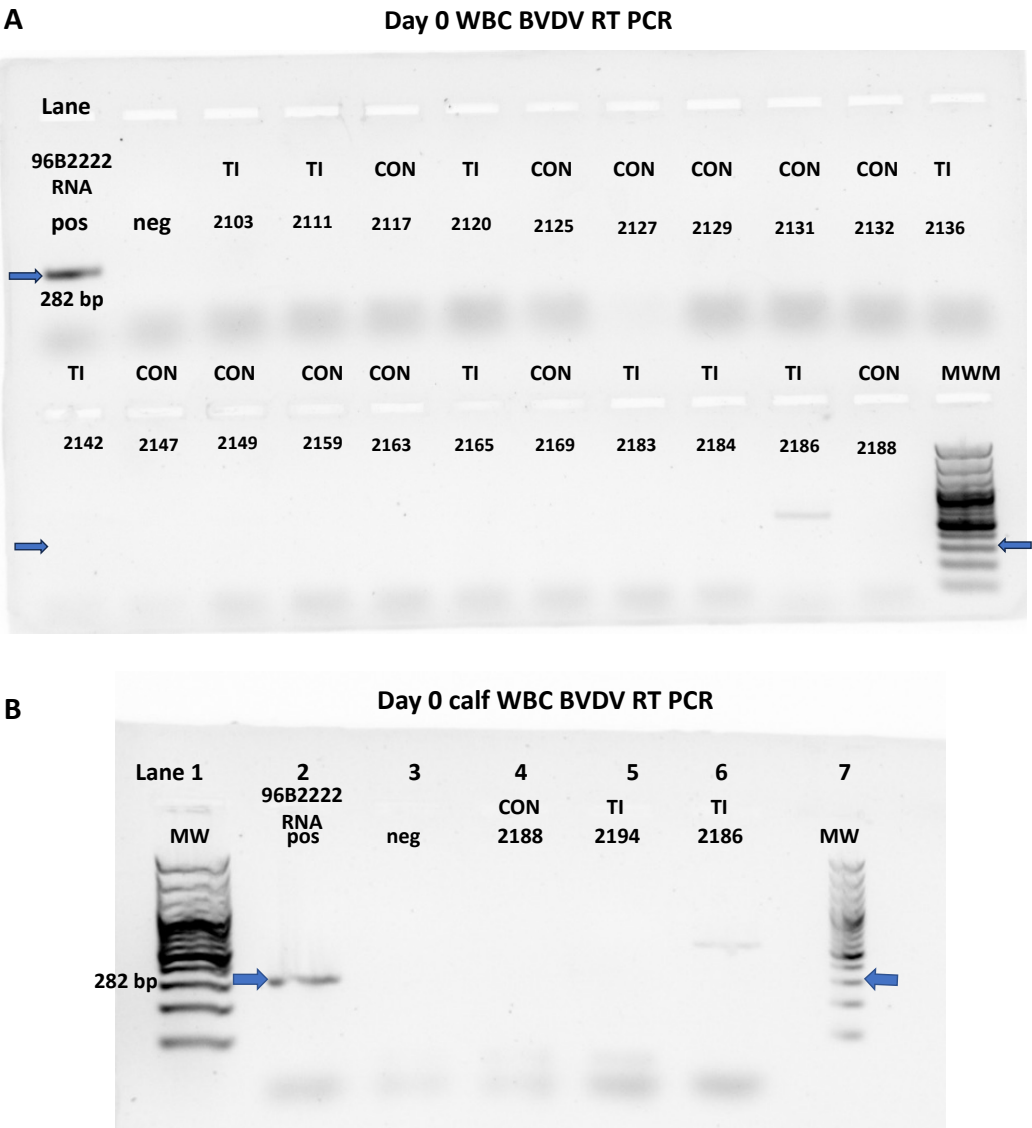 A
Day 0 WBC BVDV RT PCR
Lane
96B2222
RNA
TI TI CON TI CON CON CON CON CON TI
pos neg 2103 2111 2117 2120 2125 2127 2129 2131 2132 2136
282 bp
TI CON CON CON CON TI CON TI TI TI CON MWM
2142 2147 2149 2159 2163 2165 2169 2183 2184 2186 2188
B
Day 0 calf WBC BVDV RT PCR
Lane 1 2 3 4 5 6 7
96B2222
RNA
CON TI TI
MW pos neg 2188 2194 2186 MW
282 bp